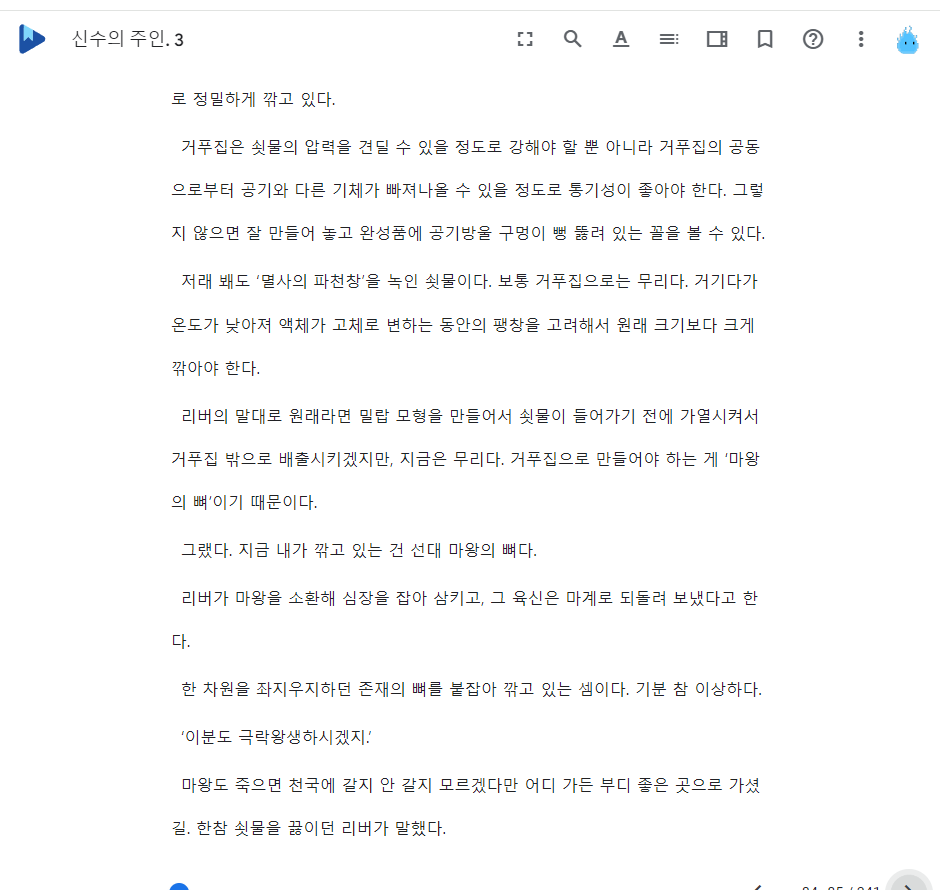 신수의 주인. 3
로 정밀하게 깎고 있다.
거푸집은 쇳물의 압력을 견딜 수 있을 정도로 강해야 할 뿐 아니라 거푸집의 공동
으로부터 공기와 다른 기체가 빠져나올 수 있을 정도로 통기성이 좋아야 한다. 그렇
지 않으면 잘 만들어 놓고 완성품에 공기방울 구멍이 뻥 뚫려 있는 꼴을 볼 수 있다.
저래 봬도 ‘멸사의 파천창’을 녹인 쇳물이다. 보통 거푸집으로는 무리다. 거기다가
온도가 낮아져 액체가 고체로 변하는 동안의 팽창을 고려해서 원래 크기보다 크게
깎아야 한다.
리버의 말대로 원래라면 밀랍 모형을 만들어서 쇳물이 들어가기 전에 가열시켜서
거푸집 밖으로 배출시키겠지만, 지금은 무리다. 거푸집으로 만들어야 하는 게 ‘마왕
의 뼈’이기 때문이다.
그랬다. 지금 내가 깎고 있는 건 선대 마왕의 뼈다.
리버가 마왕을 소환해 심장을 잡아 삼키고, 그 육신은 마계로 되돌려 보냈다고 한
다.
한 차원을 좌지우지하던 존재의 뼈를 붙잡아 깎고 있는 셈이다. 기분 참 이상하다.
‘이분도 극락왕생하시겠지.’
마왕도 죽으면 천국에 갈지 안 갈지 모르겠다만 어디 가든 부디 좋은 곳으로 가셨
길. 한참 쇳물을 끓이던 리버가 말했다.